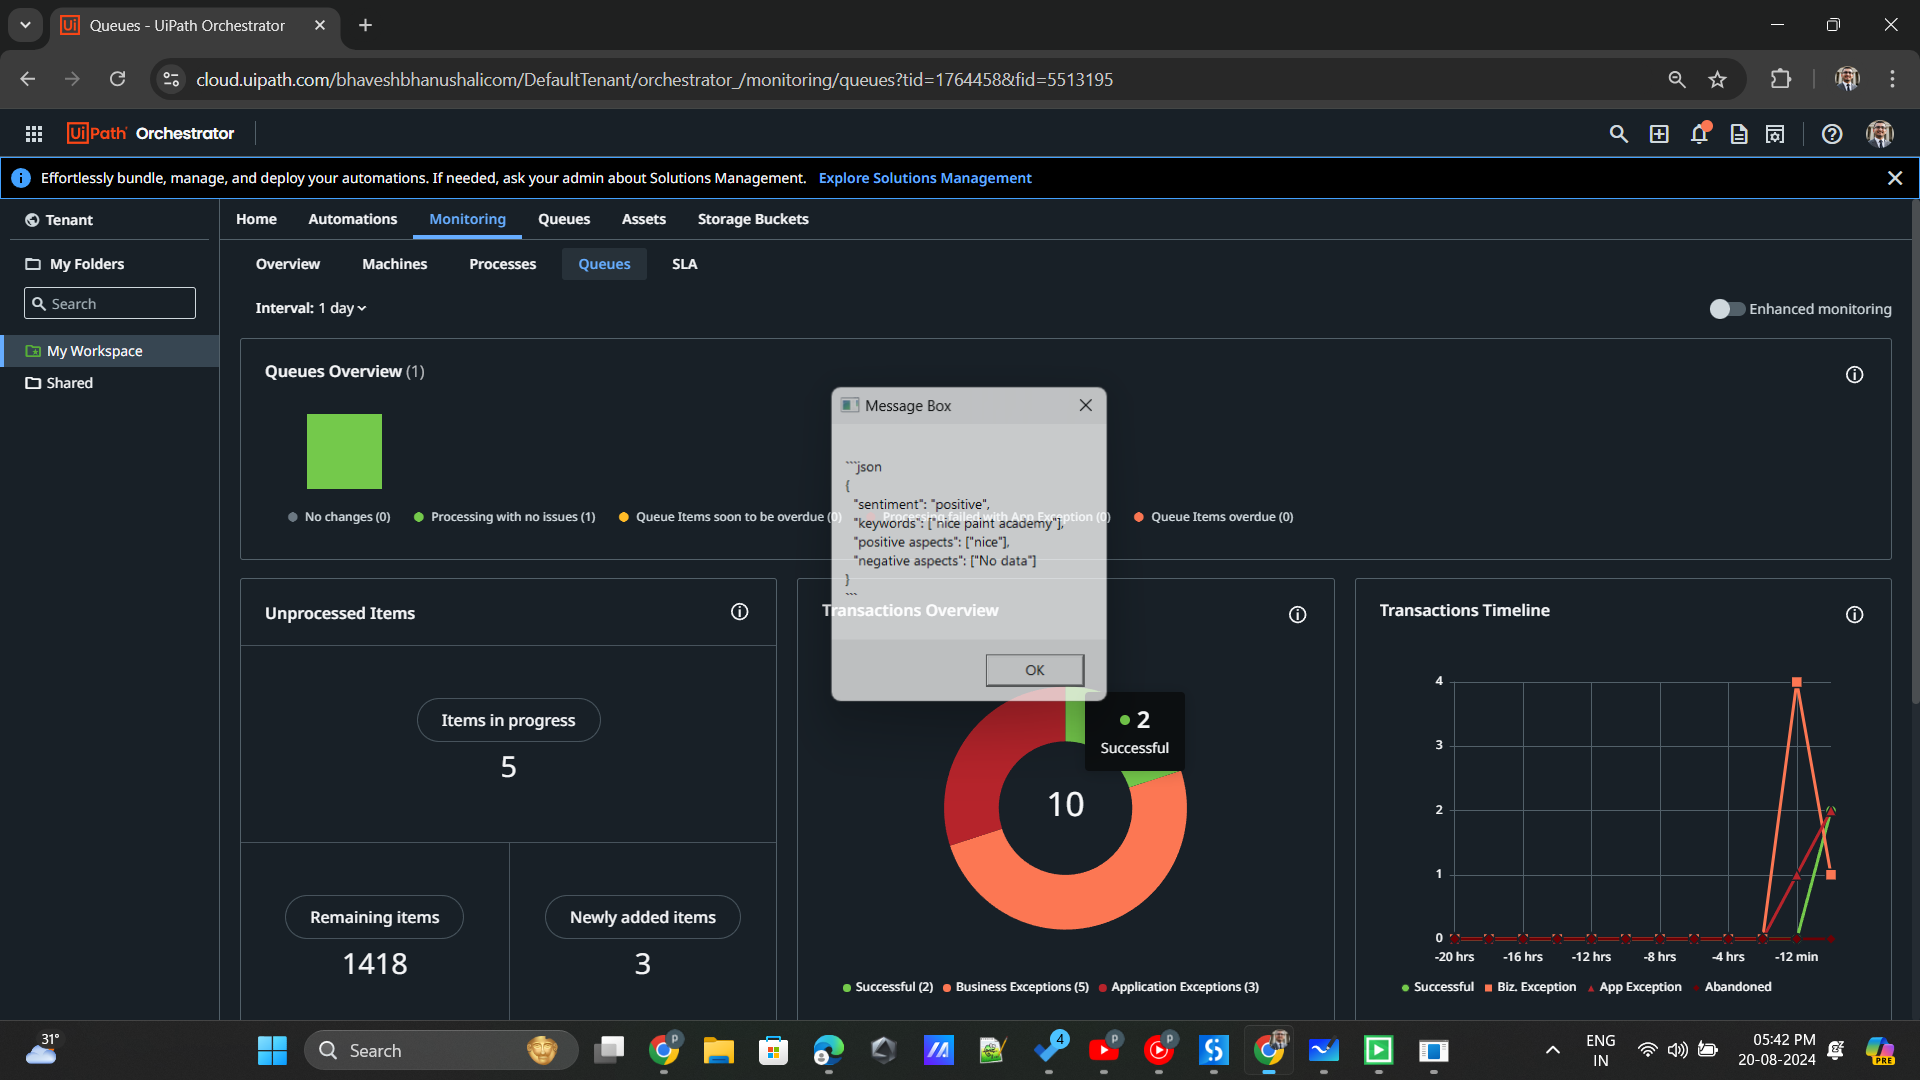 Queues - UiPath Orchestrator
cloud.uipath.com/bhaveshbhanushalicom/DefaultTenant/orchestrator_/monitoring/queues?tid=1764458&fid=5513195
UiPath Orchestrator
Effortlessly bundle, manage, and deploy your automations. If needed, ask your admin about Solutions Management. Explore Solutions Management
Tenant
Home Automations Monitoring Queues Assets Storage Buckets
My Folders
Overview Machines Processes Queues SLA
Search
Interval: 1 day
Enhanced monitoring
My Workspace
Shared
Queues Overview (1)
No changes (0) Processing with no issues (1) Queue Items soon to be overdue (0) Processing failed with App Exception (0) Queue Items overdue (0)
Message Box
```json
{
"sentiment": "positive",
"keywords": ["nice paint academy"],
"positive aspects": ["nice"],
"negative aspects": ["No data"]
}
```
OK
Unprocessed Items
Items in progress
5
Remaining items
1418
Newly added items
3
Transactions Overview
2
Successful
10
Successful (2) Business Exceptions (5) Application Exceptions (3)
Transactions Timeline
4
3
2
1
0
-20 hrs -16 hrs -12 hrs -8 hrs -4 hrs -12 min
Successful Biz. Exception App Exception Abandoned
31°
Search
P
4
P
P
ENG
IN
05:42 PM
20-08-2024
PRE